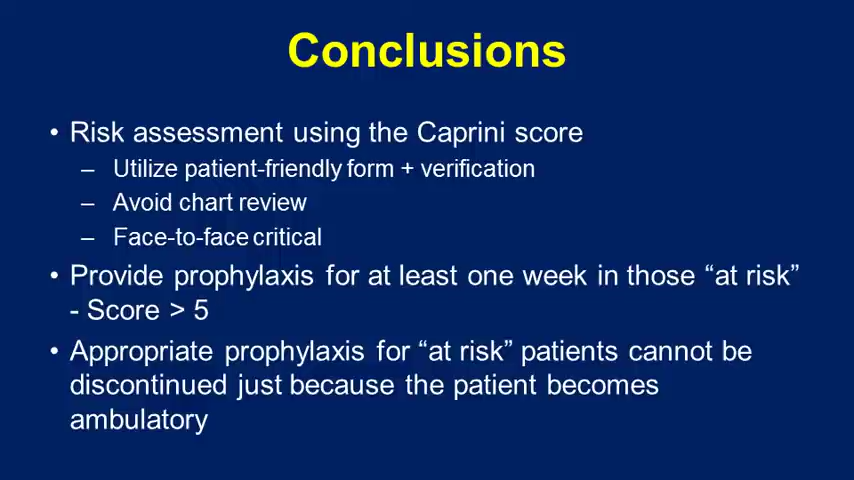 Conclusions
• Risk assessment using the Caprini score
– Utilize patient-friendly form + verification
– Avoid chart review
– Face-to-face critical
• Provide prophylaxis for at least one week in those “at risk”
- Score > 5
• Appropriate prophylaxis for “at risk” patients cannot be
discontinued just because the patient becomes
ambulatory